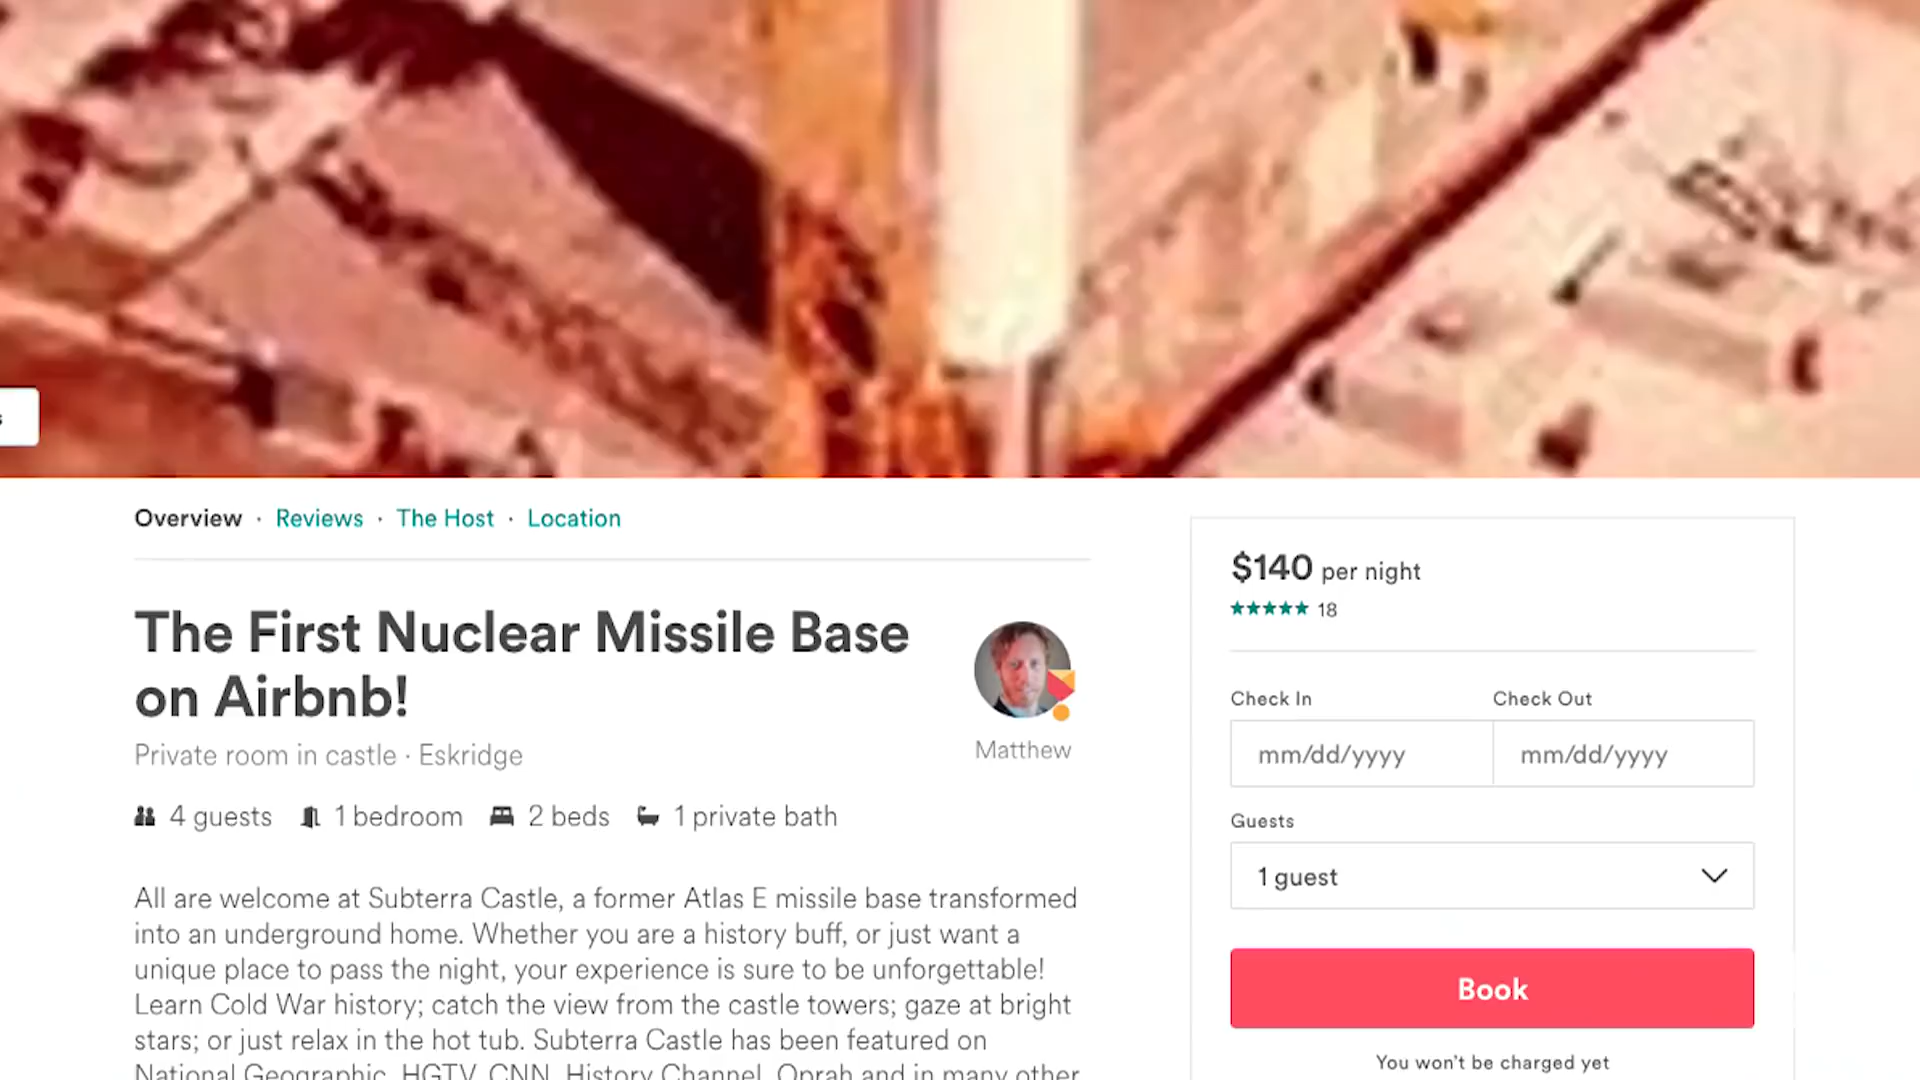 Overview · Reviews · The Host · Location
The First Nuclear Missile Base
on Airbnb!
Private room in castle · Eskridge
Matthew
4 guests 1 bedroom 2 beds 1 private bath
All are welcome at Subterra Castle, a former Atlas E missile base transformed
into an underground home. Whether you are a history buff, or just want a
unique place to pass the night, your experience is sure to be unforgettable!
Learn Cold War history; catch the view from the castle towers; gaze at bright
stars; or just relax in the hot tub. Subterra Castle has been featured on
National Geographic, HGTV, CNN, History Channel, Oprah and in many other
$140 per night
18
Check In Check Out
mm/dd/yyyy mm/dd/yyyy
Guests
1 guest
Book
You won't be charged yet